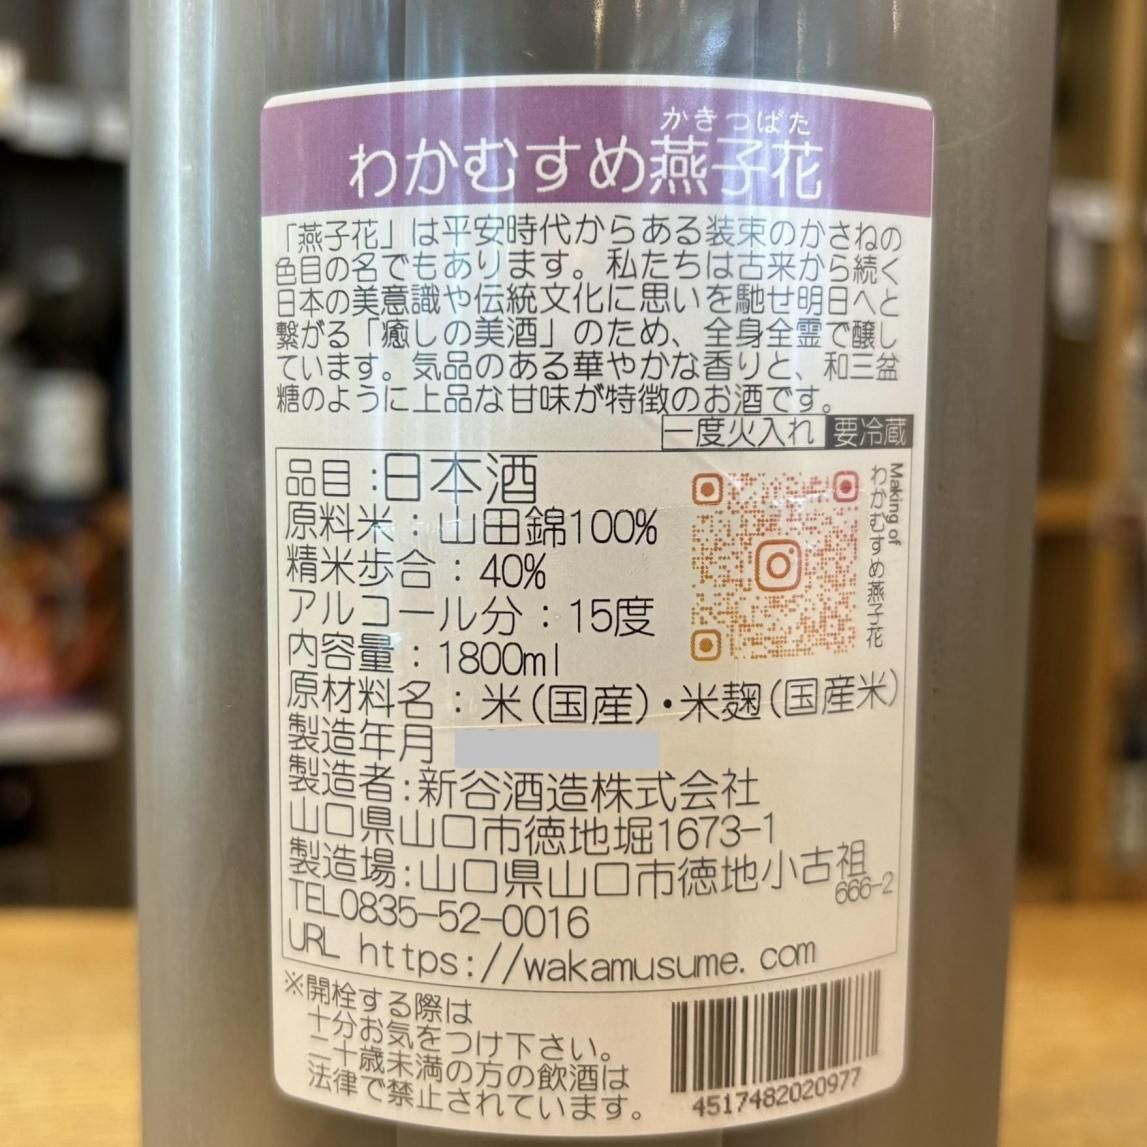 かきつばた
わかむすめ燕子花
「燕子花」は平安時代からある装束のかさねの
色目の名でもあります。私たちは古来から続く
日本の美意識や伝統文化に思いを馳せ明日へと
繋がる「癒しの美酒」のため、全身全霊で醸し
ています。気品のある華やかな香りと、和三盆
糖のように上品な甘味が特徴のお酒です。
一度火入れ 要冷蔵
品目:日本酒
原料米:山田錦100%
精米歩合:40%
アルコール分:15度
内容量:1800ml
Making of
わかむすめ燕子花
原材料名:米(国産)・米麹(国産米)
製造年月
製造者:新谷酒造株式会社
山口県山口市徳地堀1673-1
製造場:山口県山口市徳地小古祖
666-2
TEL0835-52-0016
URL https://wakamusume.com
※開栓する際は
十分お気をつけ下さい。
二十歳未満の方の飲酒は
法律で禁止されています。
4517482020977